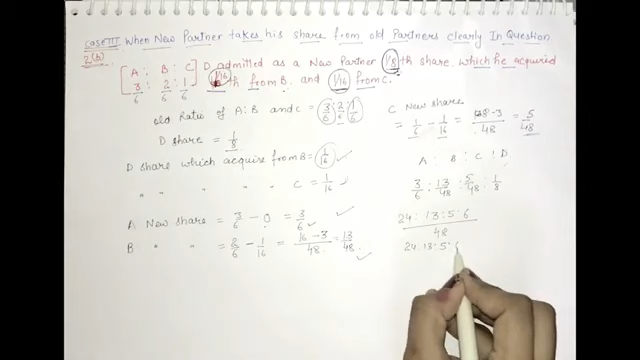 CASE III When New Partner takes his share from old Partners clearly In question
2(b)
[A : B : C
3/6 : 2/6 : 1/6]
D admitted as a New Partner 1/8th share. which he acquired
1/16th from B. and 1/16 from C.
old Ratio of A:B and C = 3/6 : 2/6 : 1/6
D share = 1/8
D share which acquire from B = 1/16 ✓
" " " " " C = 1/16 ✓
A New share = 3/6 - 0 = 3/6 ✓
B " " = 2/6 - 1/16 = 16-3/48 = 13/48 ✓
C New share
= 1/6 - 1/16 = 8-3/48 = 5/48
A : B : C : D
3/6 : 13/48 : 5/48 : 1/8
24 : 13 : 5 : 6
48
24:13:5: